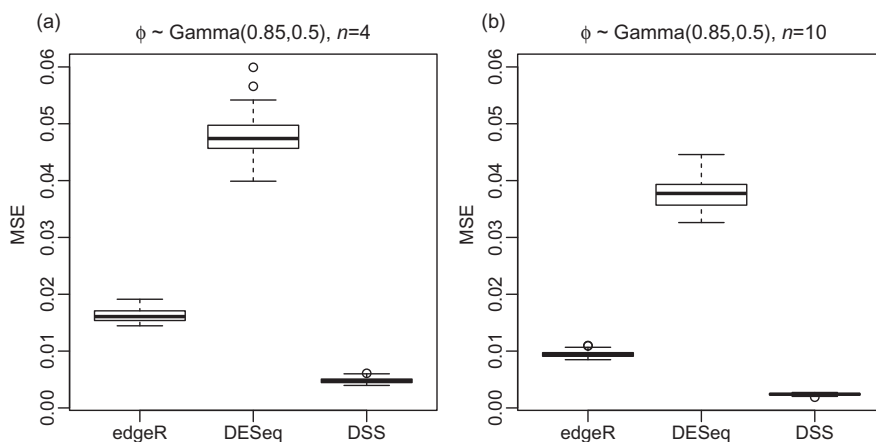 (a)
ϕ ~ Gamma(0.85,0.5), n=4
MSE
0.06
0.05
0.04
0.03
0.02
0.01
0.00
edgeR DESeq DSS
(b)
ϕ ~ Gamma(0.85,0.5), n=10
MSE
0.06
0.05
0.04
0.03
0.02
0.01
0.00
edgeR DESeq DSS